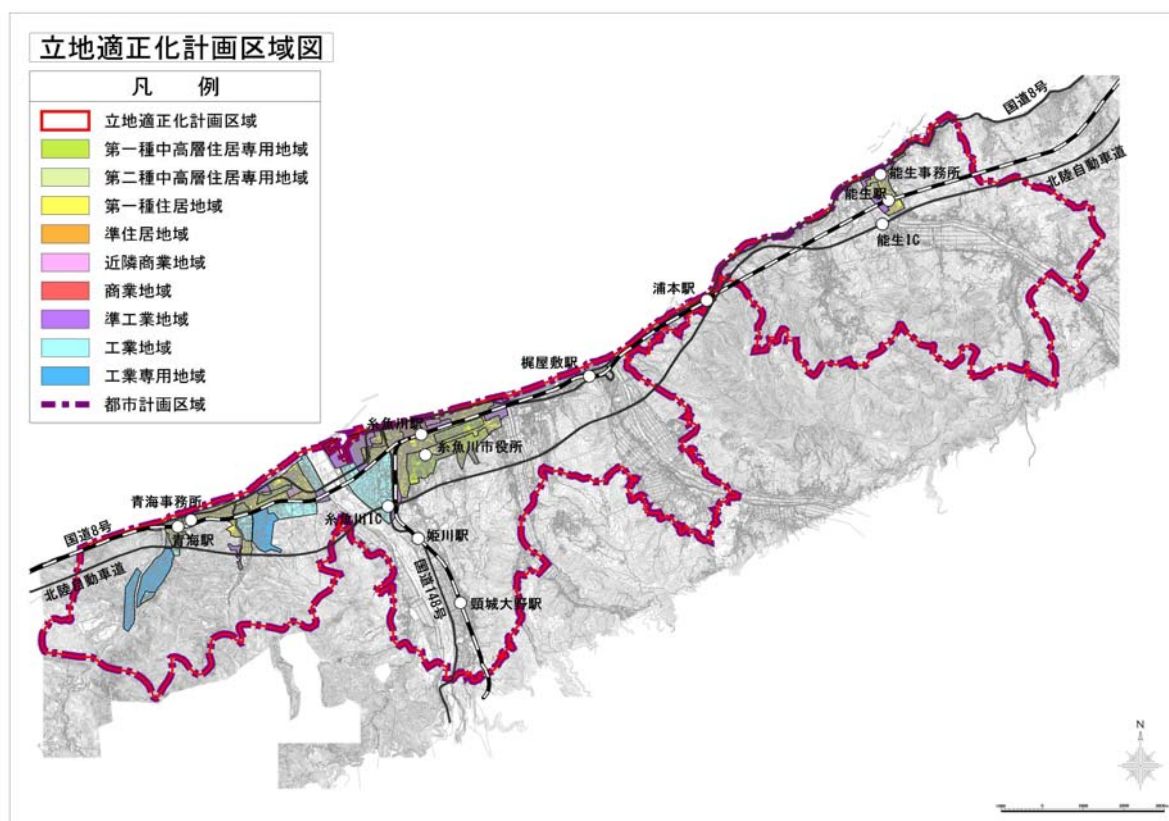 立地適正化計画区域図
凡 例
立地適正化計画区域
第一種中高層住居専用地域
第二種中高層住居専用地域
第一種住居地域
準住居地域
近隣商業地域
商業地域
準工業地域
工業地域
工業専用地域
都市計画区域
国道8号
北陸自動車道
能生事務所
能生駅
能生IC
浦本駅
梶屋敷駅
糸魚川駅
糸魚川市役所
青海事務所
青海駅
国道8号
北陸自動車道
糸魚川IC
姫川駅
国道148号
頸城大野駅
N